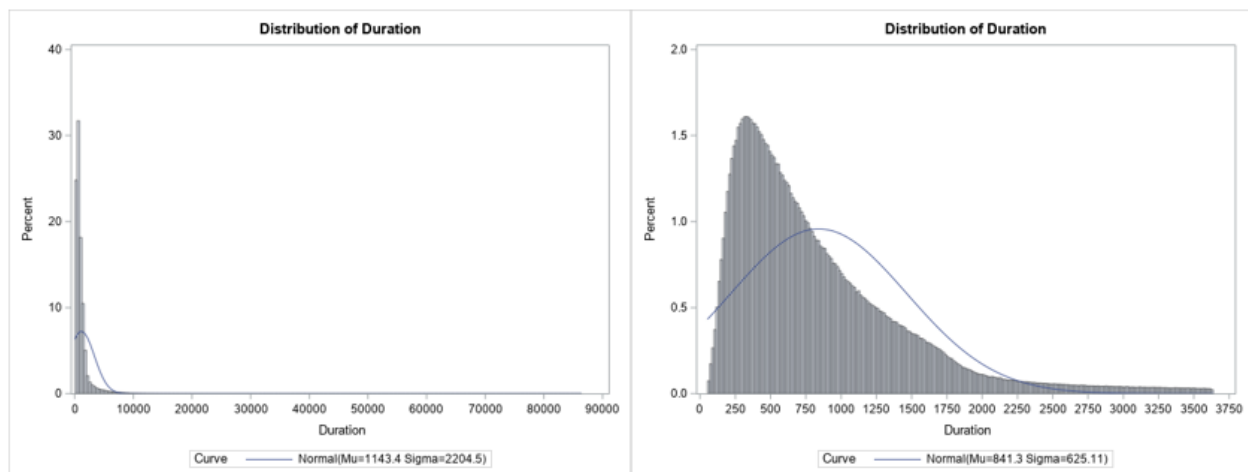 Distribution of Duration
40
30
20
10
0
Percent
0 10000 20000 30000 40000 50000 60000 70000 80000 90000
Duration
Curve Normal(Mu=1143.4 Sigma=2204.5)
Distribution of Duration
2.0
1.5
1.0
0.5
0.0
Percent
0 250 500 750 1000 1250 1500 1750 2000 2250 2500 2750 3000 3250 3500 3750
Duration
Curve Normal(Mu=841.3 Sigma=625.11)